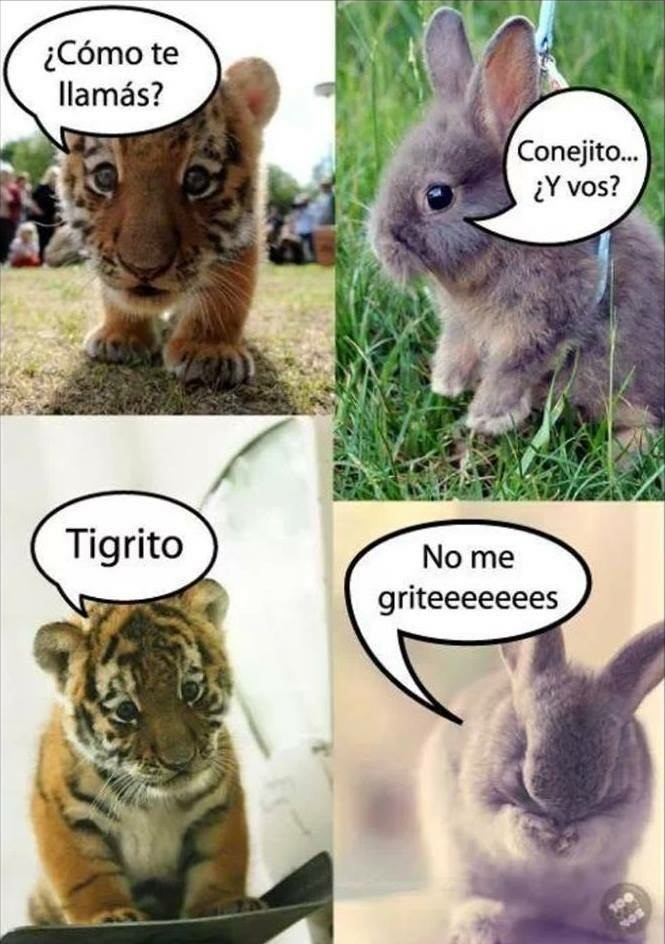 ¿Cómo te
llamás?
Conejito...
¿Y vos?
Tigrito
No me
griteeeeeees